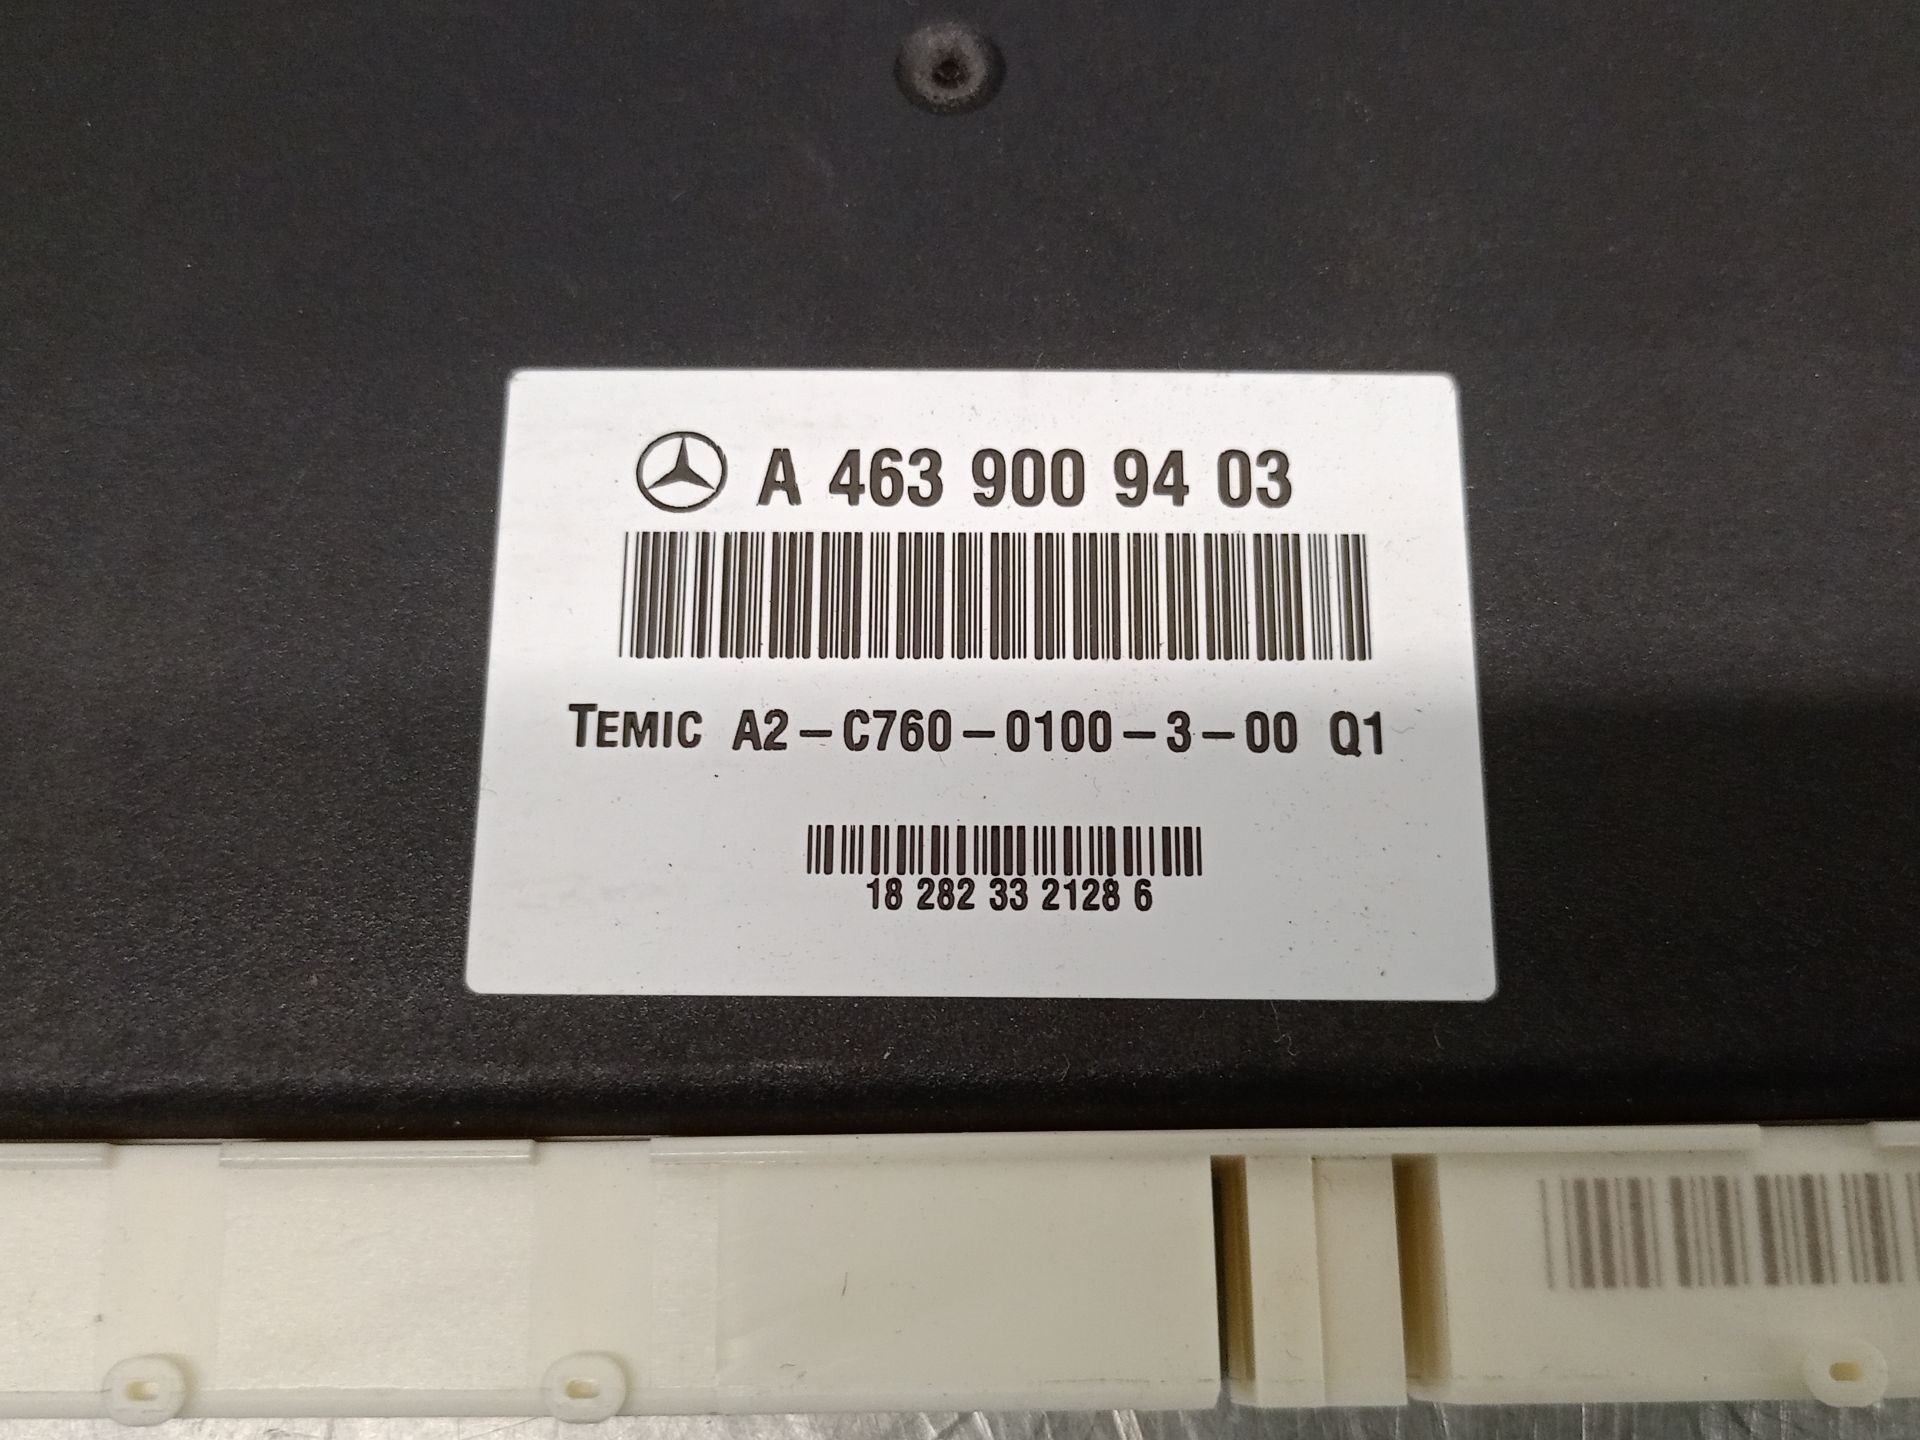 A 463 900 94 03
TEMIC A2-C760-0100-3-00 Q1
18 282 33 2128 6